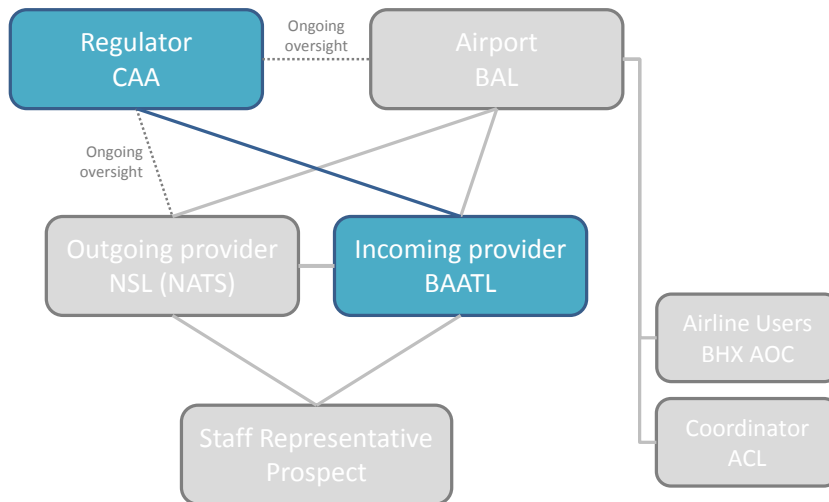 Regulator
CAA
Ongoing
oversight
Airport
BAL
Ongoing
oversight
Outgoing provider
NSL (NATS)
Incoming provider
BAATL
Airline Users
BHX AOC
Staff Representative
Prospect
Coordinator
ACL